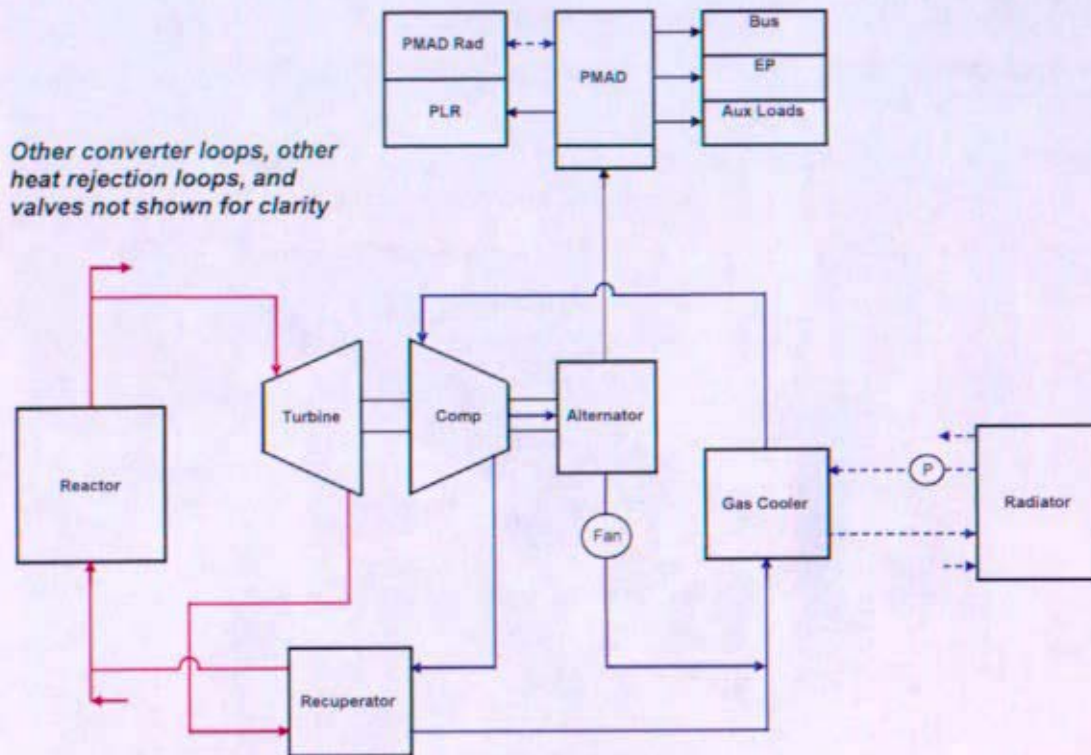 PMAD Rad
PMAD
Bus
EP
PLR
Aux Loads
Other converter loops, other
heat rejection loops, and
valves not shown for clarity
Turbine
Comp
Alternator
Reactor
Gas Cooler
P
Radiator
Fan
Recuperator